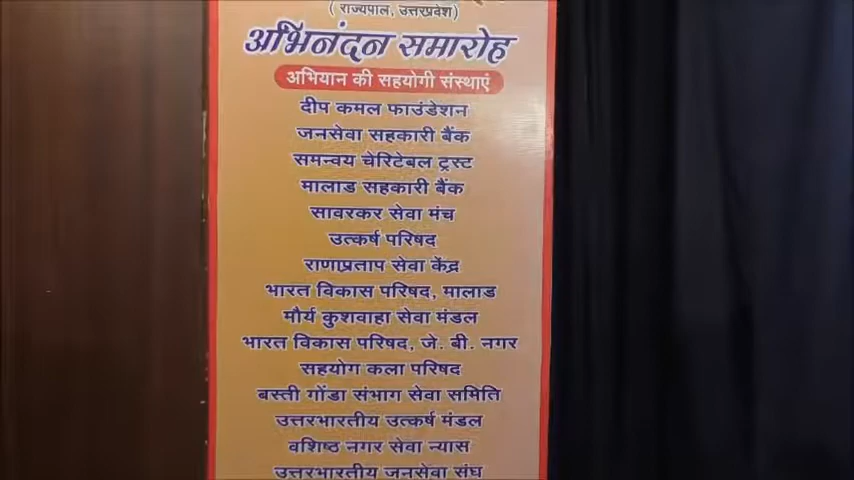 ( राज्यपाल, उत्तरप्रदेश)
अभिनंदन समारोह
अभियान की सहयोगी संस्थाएं
दीप कमल फाउंडेशन
जनसेवा सहकारी बैंक
समन्वय चेरिटेबल ट्रस्ट
मालाड सहकारी बैंक
सावरकर सेवा मंच
उत्कर्ष परिषद
राणाप्रताप सेवा केंद्र
भारत विकास परिषद, मालाड
मौर्य कुशवाहा सेवा मंडल
भारत विकास परिषद, जे. बी. नगर
सहयोग कला परिषद
बस्ती गोंडा संभाग सेवा समिति
उत्तरभारतीय उत्कर्ष मंडल
वशिष्ठ नगर सेवा न्यास
उत्तरभारतीय जनसेवा संघ